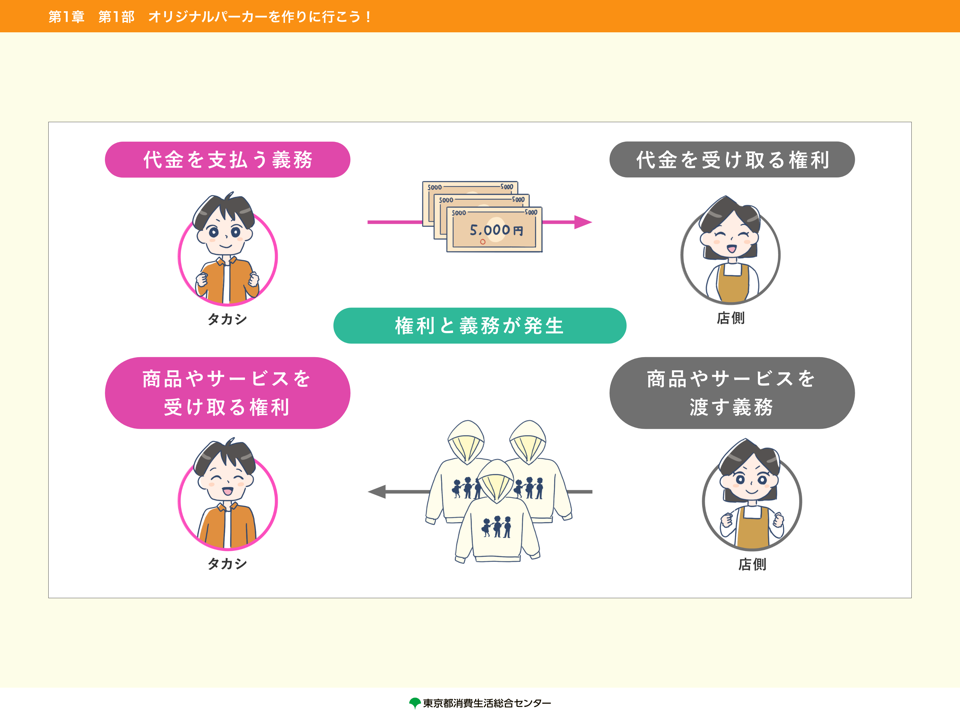 第1章　第1部　オリジナルパーカーを作りに行こう！
代金を支払う義務
代金を受け取る権利
5000 5000
5000 5000
5000 5000
5,000円
タカシ
店側
権利と義務が発生
商品やサービスを
受け取る権利
商品やサービスを
渡す義務
タカシ
店側
東京都消費生活総合センター